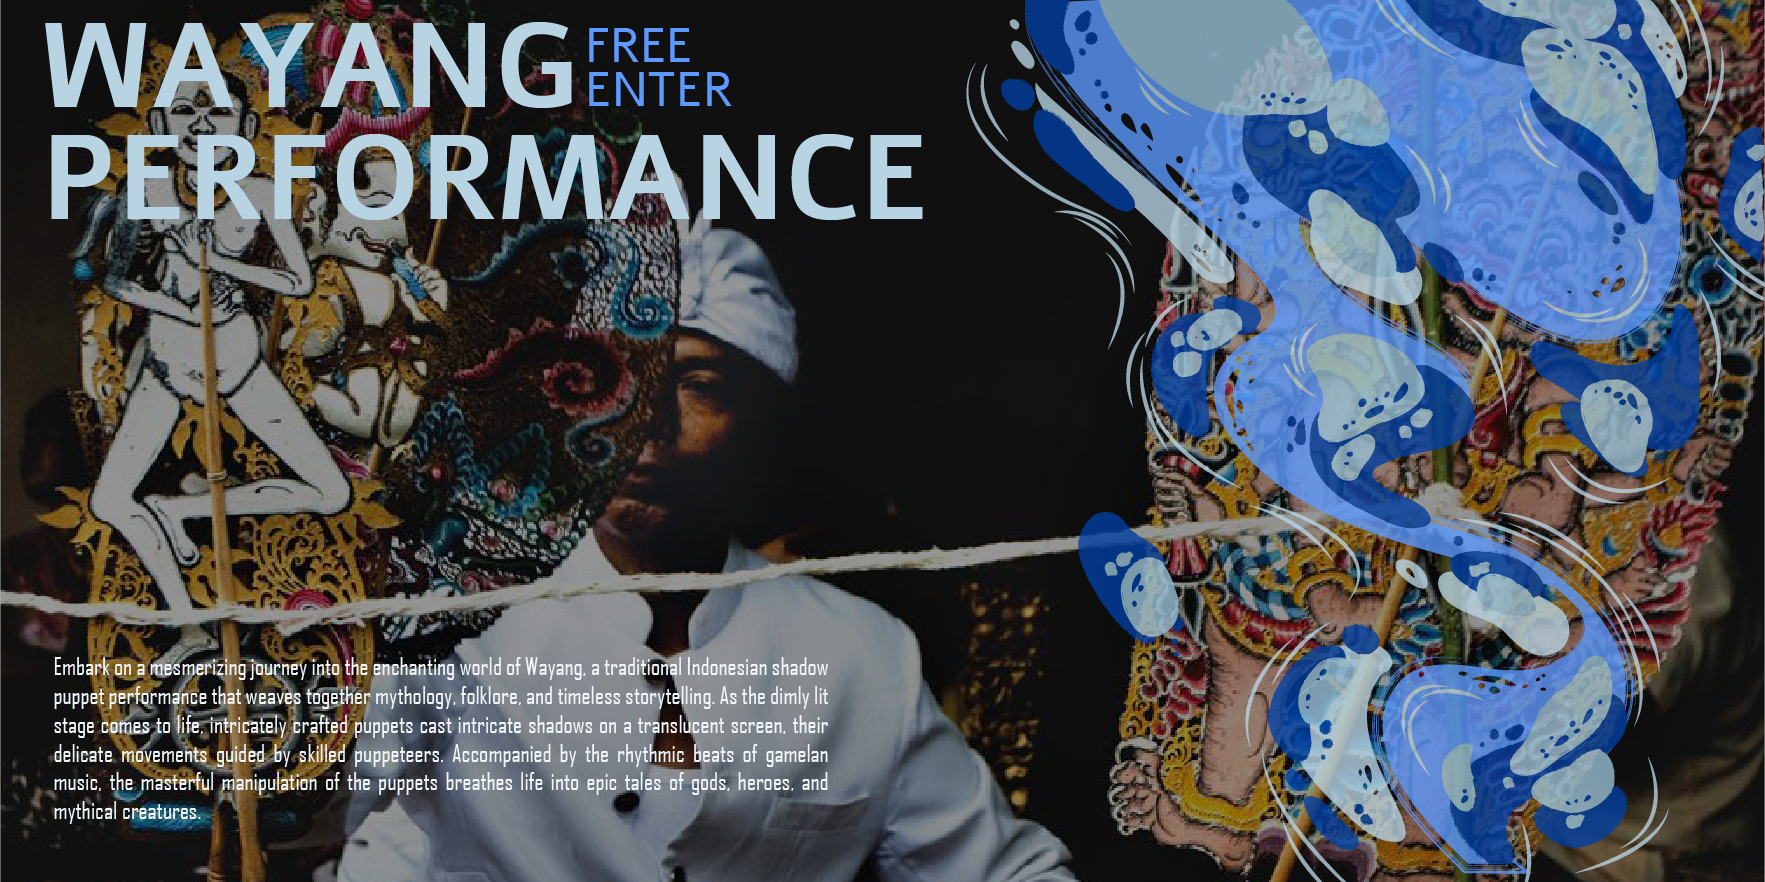 WAYANG
FREE
ENTER
PERFORMANCE
Embark on a mesmerizing journey into the enchanting world of Wayang, a traditional Indonesian shadow
puppet performance that weaves together mythology, folklore, and timeless storytelling. As the dimly lit
stage comes to life, intricately crafted puppets cast intricate shadows on a translucent screen, their
delicate movements guided by skilled puppeteers. Accompanied by the rhythmic beats of gamelan
music, the masterful manipulation of the puppets breathes life into epic tales of gods, heroes, and
mythical creatures.